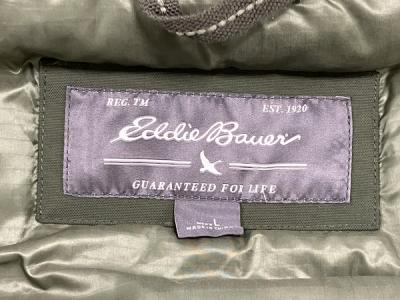 REG. TM
EST. 1920
Eddie Bauer
GUARANTEED FOR LIFE
L